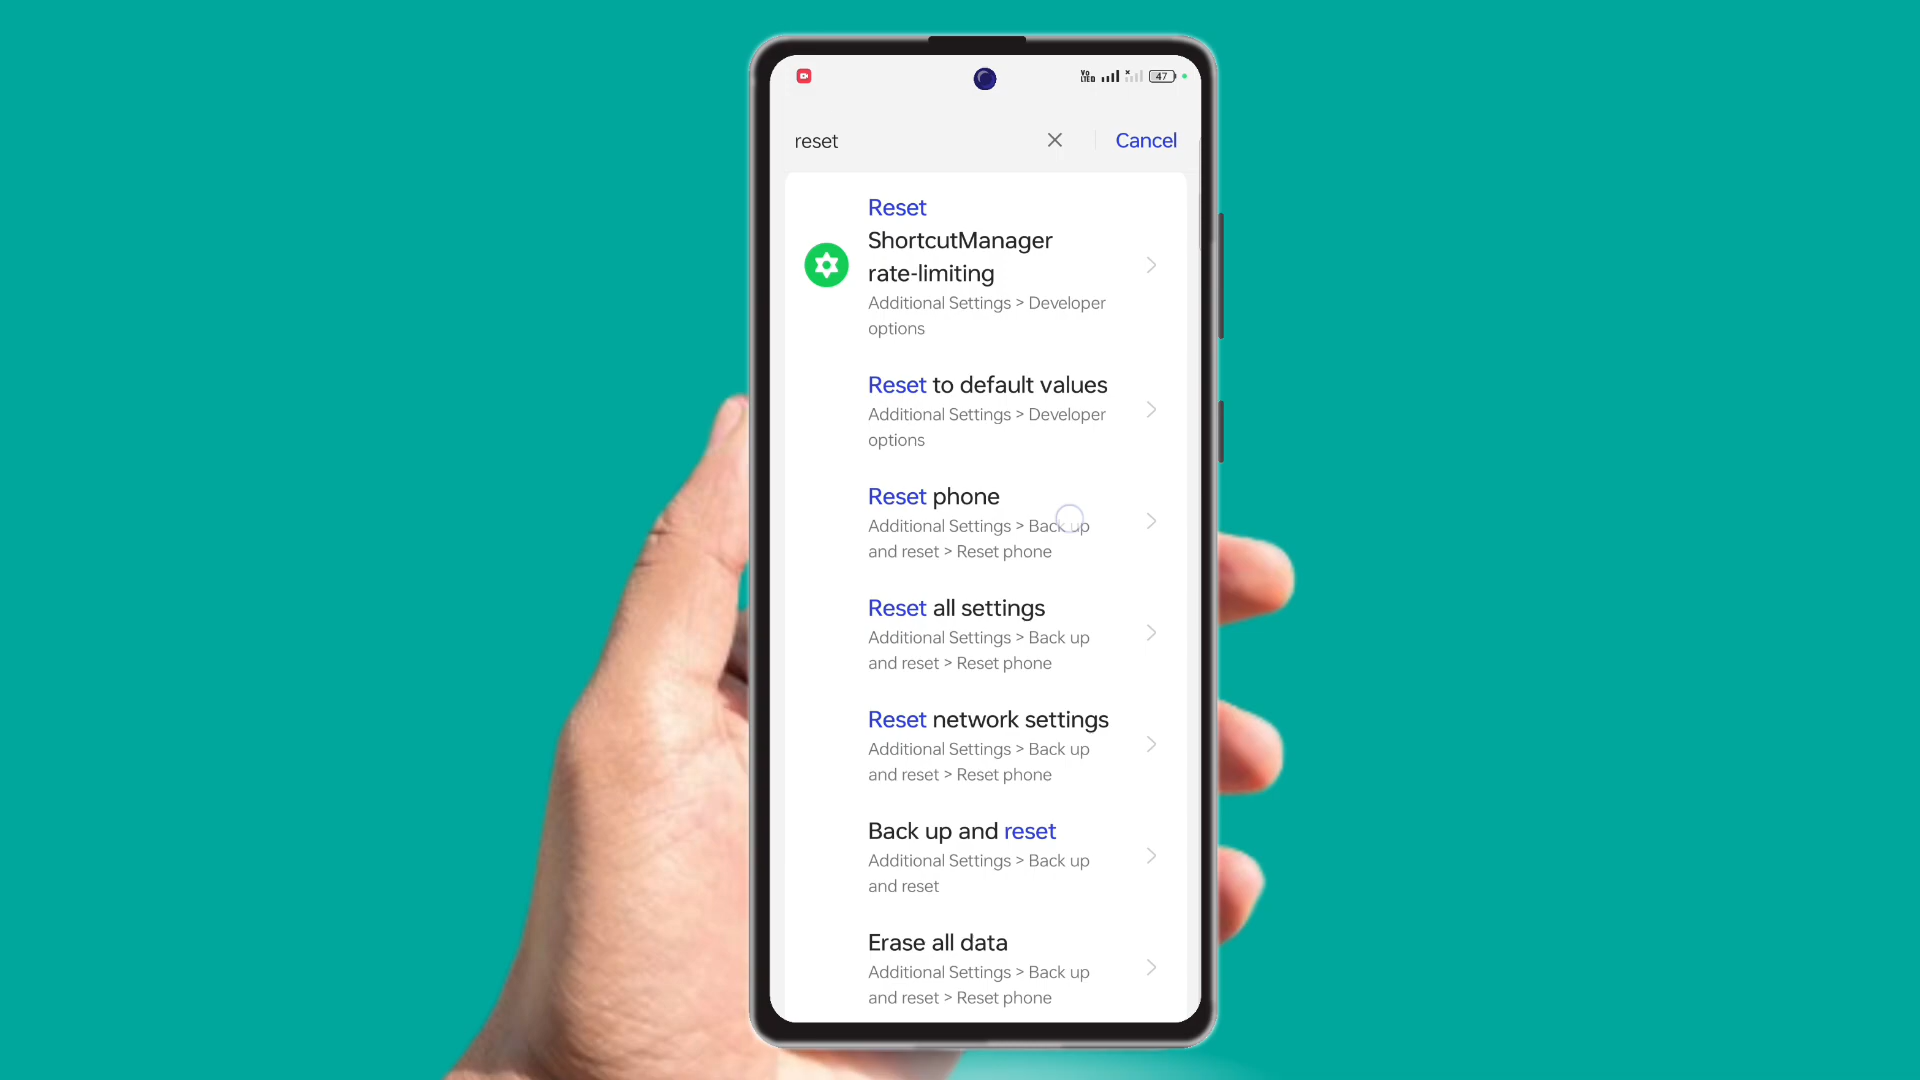 Vo
LTED
47
reset
Cancel
Reset
ShortcutManager
rate-limiting
Additional Settings > Developer
options
Reset to default values
Additional Settings > Developer
options
Reset phone
Additional Settings > Back up
and reset > Reset phone
Reset all settings
Additional Settings > Back up
and reset > Reset phone
Reset network settings
Additional Settings > Back up
and reset > Reset phone
Back up and reset
Additional Settings > Back up
and reset
Erase all data
Additional Settings > Back up
and reset > Reset phone